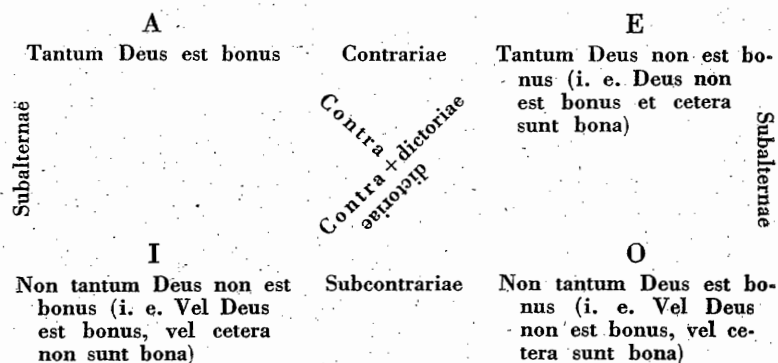 A
Tantum Deus est bonus
Contrariae
E
Tantum Deus non est bo-
nus (i. e. Deus non
est bonus et cetera
sunt bona)
Subalternae
Contra
dictoriae
Contra + dictoriae
Subalternae
I
Non tantum Deus non est
bonus (i. e. Vel Deus
est bonus, vel cetera
non sunt bona)
Subcontrariae
O
Non tantum Deus est bo-
nus (i. e. Vel Deus
non est bonus, vel ce-
tera sunt bona)